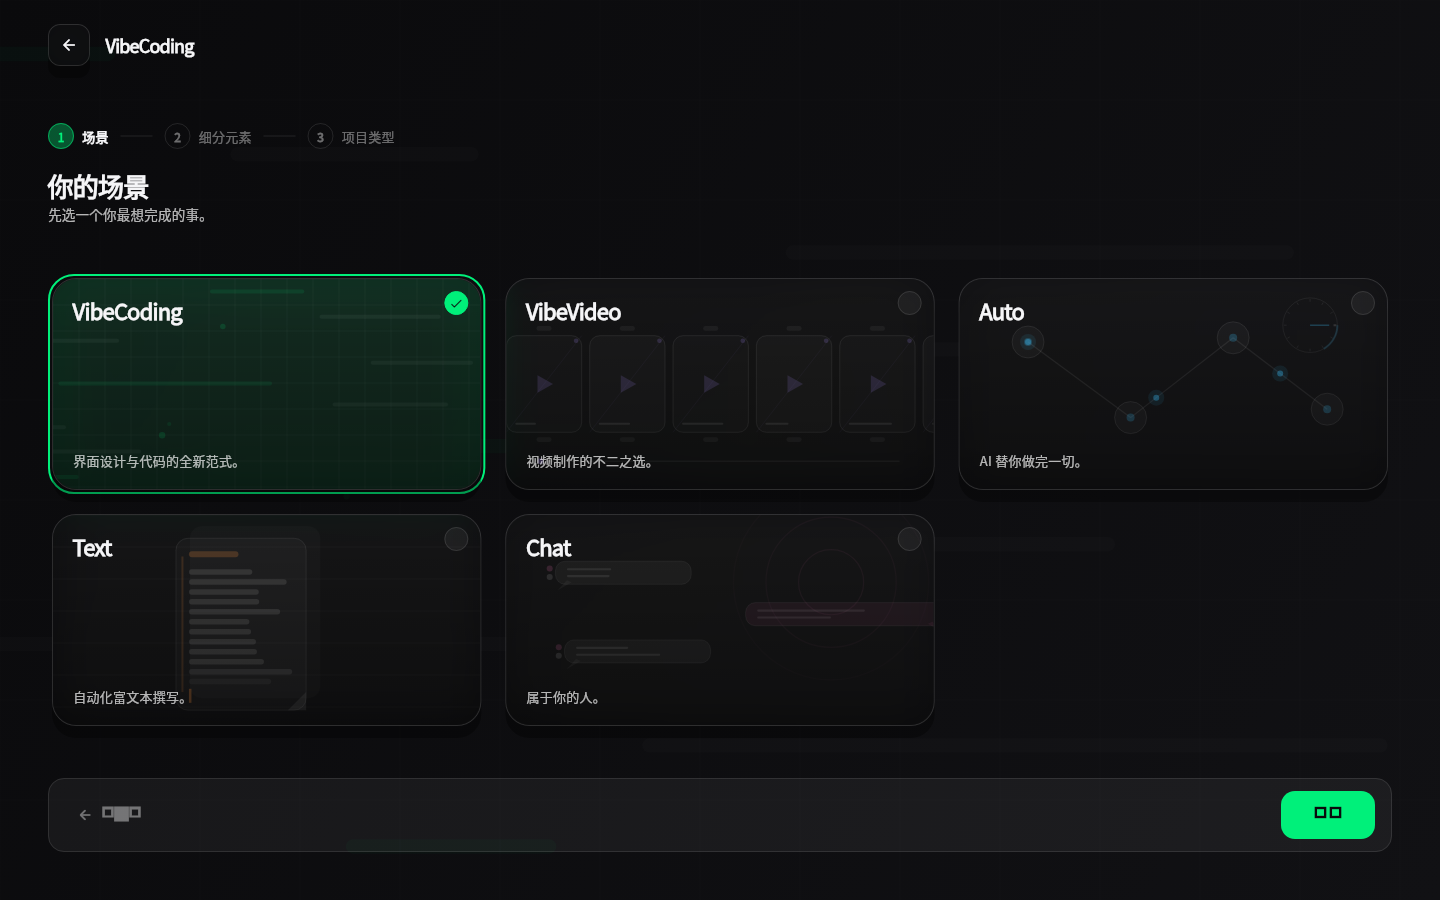 VibeCoding
1 场景
2 细分元素
3 项目类型
你的场景
先选一个你最想完成的事。
VibeCoding
界面设计与代码的全新范式。
VibeVideo
视频制作的不二之选。
Auto
AI 替你做完一切。
Text
自动化富文本撰写。
Chat
属于你的人。